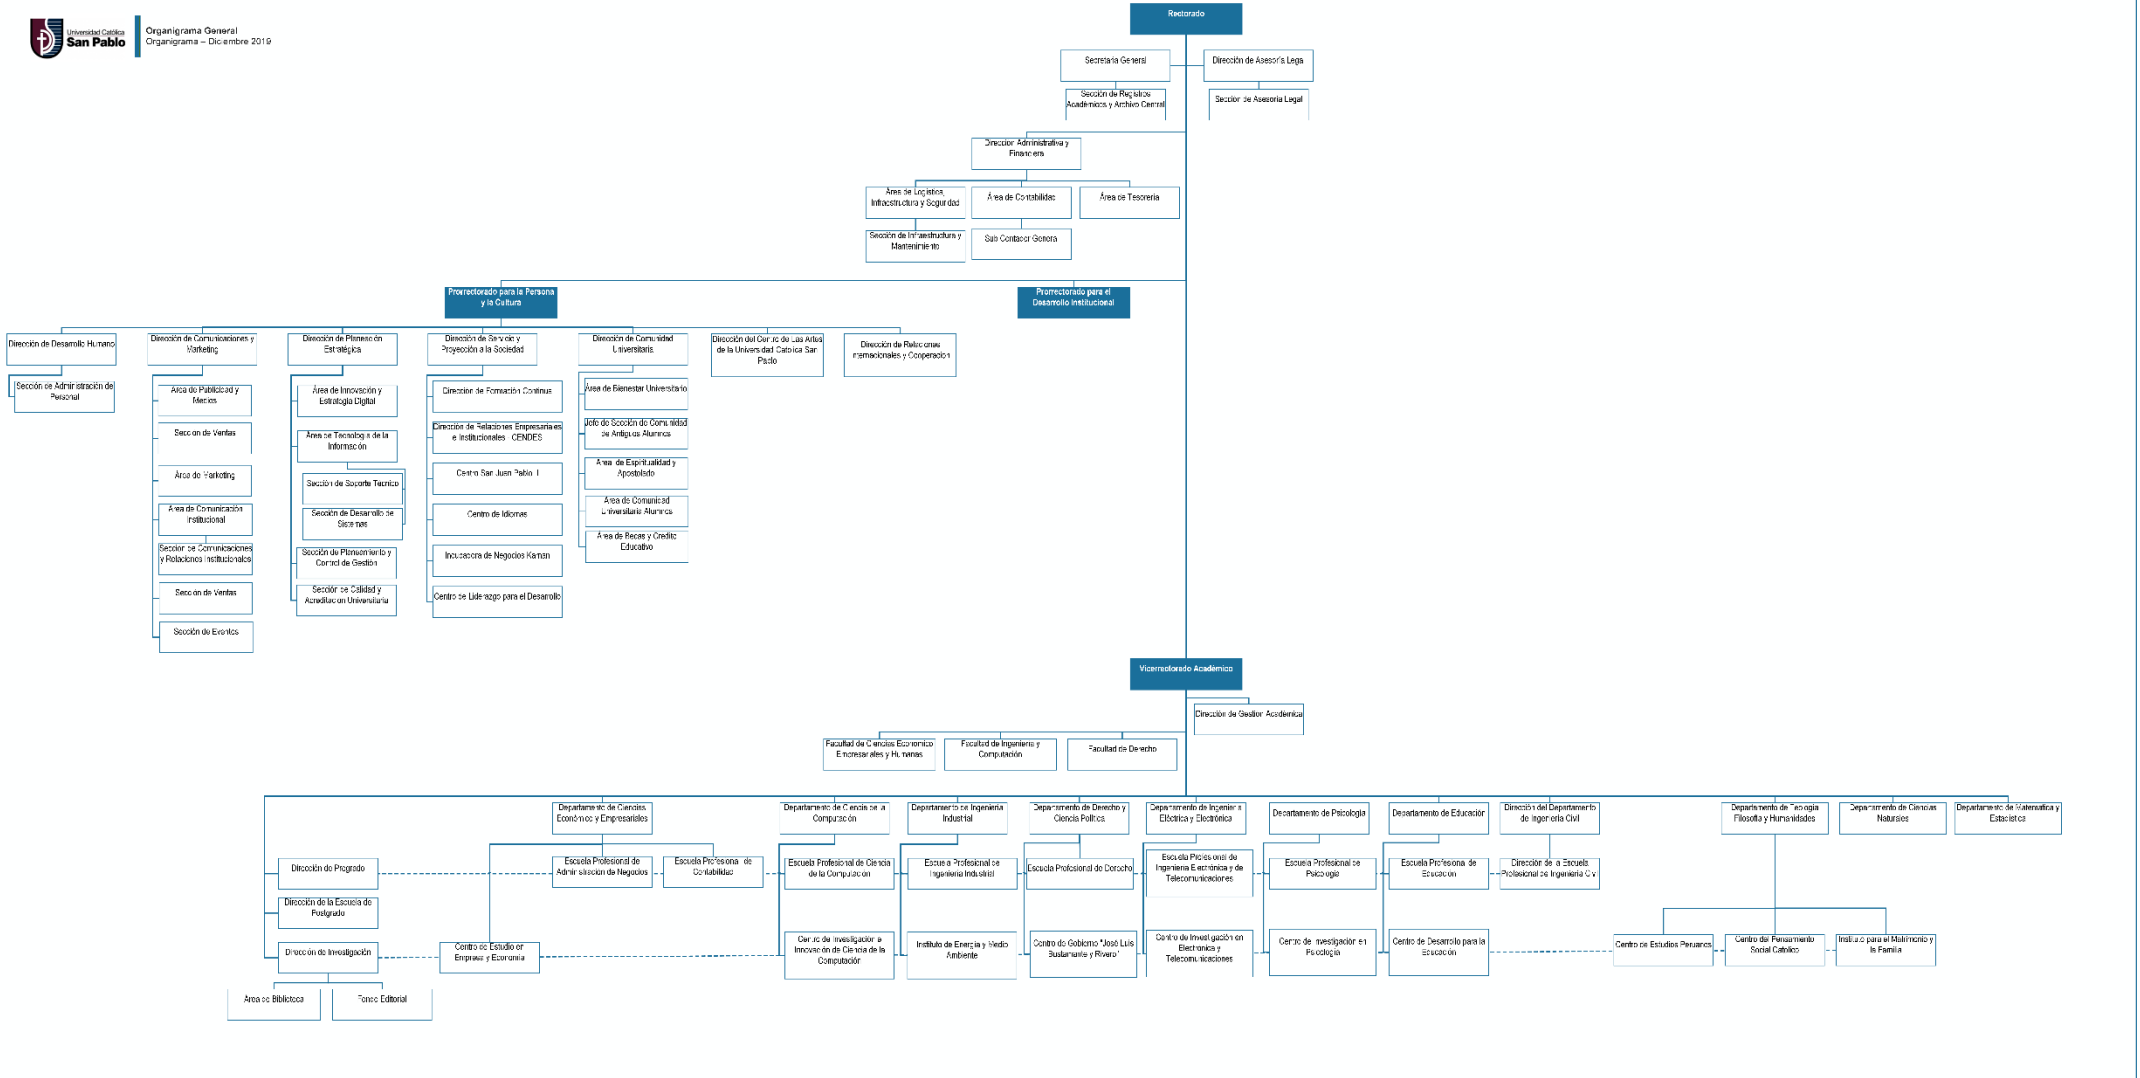 Universidad Católica
San Pablo
Organigrama General
Organigrama – Diciembre 2019
Rectorado
Secretaria General
Dirección de Asesoría Lega
Sección de Registros
Académicos y Archivo Central
Sección de Asesoría Legal
Dirección Administrativa y
Financiera
Área de Logística,
Infraestructura y Seguridad
Área de Contabilidad
Área de Tesorería
Sección de Infraestructura y
Mantenimiento
Sub Contador Genera
Prorrectorado para la Persona
y la Cultura
Prorrectorado para el
Desarrollo Institucional
Dirección de Desarrollo Humano
Dirección de Comunicaciones y
Marketing
Dirección de Planeación
Estratégica
Dirección de Servicio y
Proyección a la Sociedad
Dirección de Comunidad
Universitaria
Dirección del Centro de Las Artes
de la Universidad Católica San
Pablo
Dirección de Relaciones
Internacionales y Cooperación
Sección de Administración de
Personal
Área de Publicidad y
Medios
Sección de Ventas
Área de Marketing
Área de Comunicación
Institucional
Sección de Comunicaciones
y Relaciones Institucionales
Sección de Ventas
Sección de Eventos
Área de Innovación y
Estrategia Digital
Área de Tecnología de la
Información
Sección de Soporte Técnico
Sección de Desarrollo de
Sistemas
Sección de Planeamiento y
Control de Gestión
Sección de Calidad y
Acreditación Universitaria
Dirección de Formación Continua
Dirección de Relaciones Empresariales
e Institucionales - CENDES
Centro San Juan Pablo II
Centro de Idiomas
Incubadora de Negocios Kaman
Centro de Liderazgo para el Desarrollo
Área de Bienestar Universitario
Jefe de Sección de Comunidad
de Antiguos Alumnos
Área de Espiritualidad y
Apostolado
Área de Comunidad
Universitaria Alumnos
Área de Becas y Crédito
Educativo
Vicerrectorado Académico
Dirección de Gestión Académica
Facultad de Ciencias Económico
Empresariales y Humanas
Facultad de Ingeniería y
Computación
Facultad de Derecho
Departamento de Ciencias
Económico y Empresariales
Departamento de Ciencia de la
Computación
Departamento de Ingeniería
Industrial
Departamento de Derecho y
Ciencia Política
Departamento de Ingeniería
Eléctrica y Electrónica
Departamento de Psicología
Departamento de Educación
Dirección del Departamento
de Ingeniería Civil
Departamento de Teología
Filosofía y Humanidades
Departamento de Ciencias
Naturales
Departamento de Matemática y
Estadística
Dirección de Pregrado
Escuela Profesional de
Administración de Negocios
Escuela Profesional de
Contabilidad
Escuela Profesional de Ciencia
de la Computación
Escuela Profesional de
Ingeniería Industrial
Escuela Profesional de Derecho
Escuela Profesional de
Ingeniería Electrónica y de
Telecomunicaciones
Escuela Profesional de
Psicología
Escuela Profesional de
Educación
Dirección de la Escuela
Profesional de Ingeniería Civil
Dirección de la Escuela de
Postgrado
Dirección de Investigación
Centro de Estudio en
Empresa y Economía
Centro de Investigación e
Innovación de Ciencia de la
Computación
Instituto de Energía y Medio
Ambiente
Centro de Gobierno "José Luis
Bustamante y Rivero"
Centro de Investigación en
Electrónica y
Telecomunicaciones
Centro de Investigación en
Psicología
Centro de Desarrollo para la
Educación
Centro de Estudios Peruanos
Centro del Pensamiento
Social Católico
Instituto para el Matrimonio y
la Familia
Área de Biblioteca
Fondo Editorial